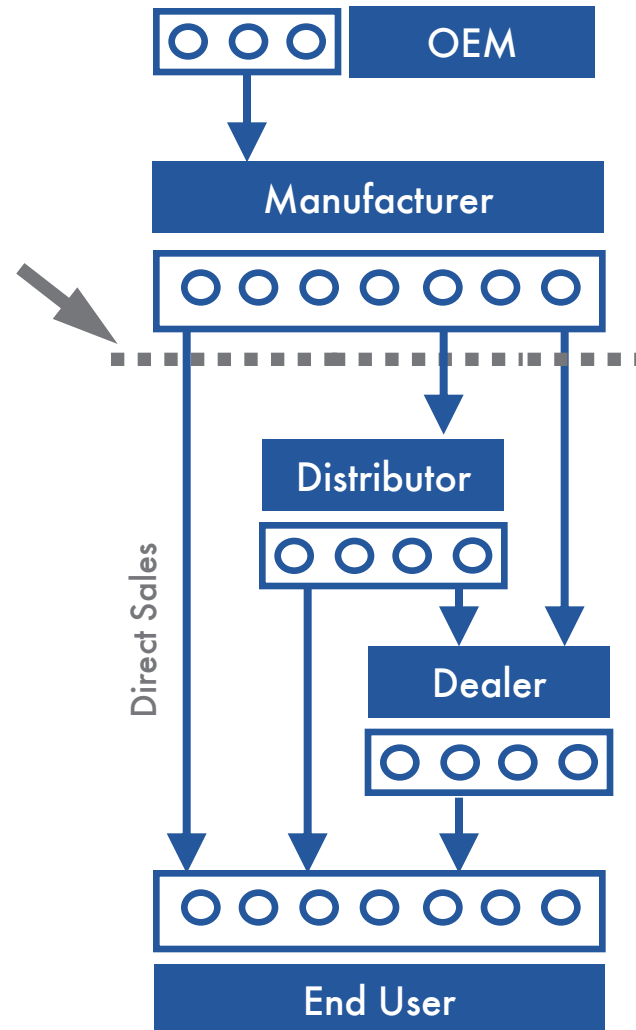 OEM
Manufacturer
Distributor
Direct Sales
Dealer
End User